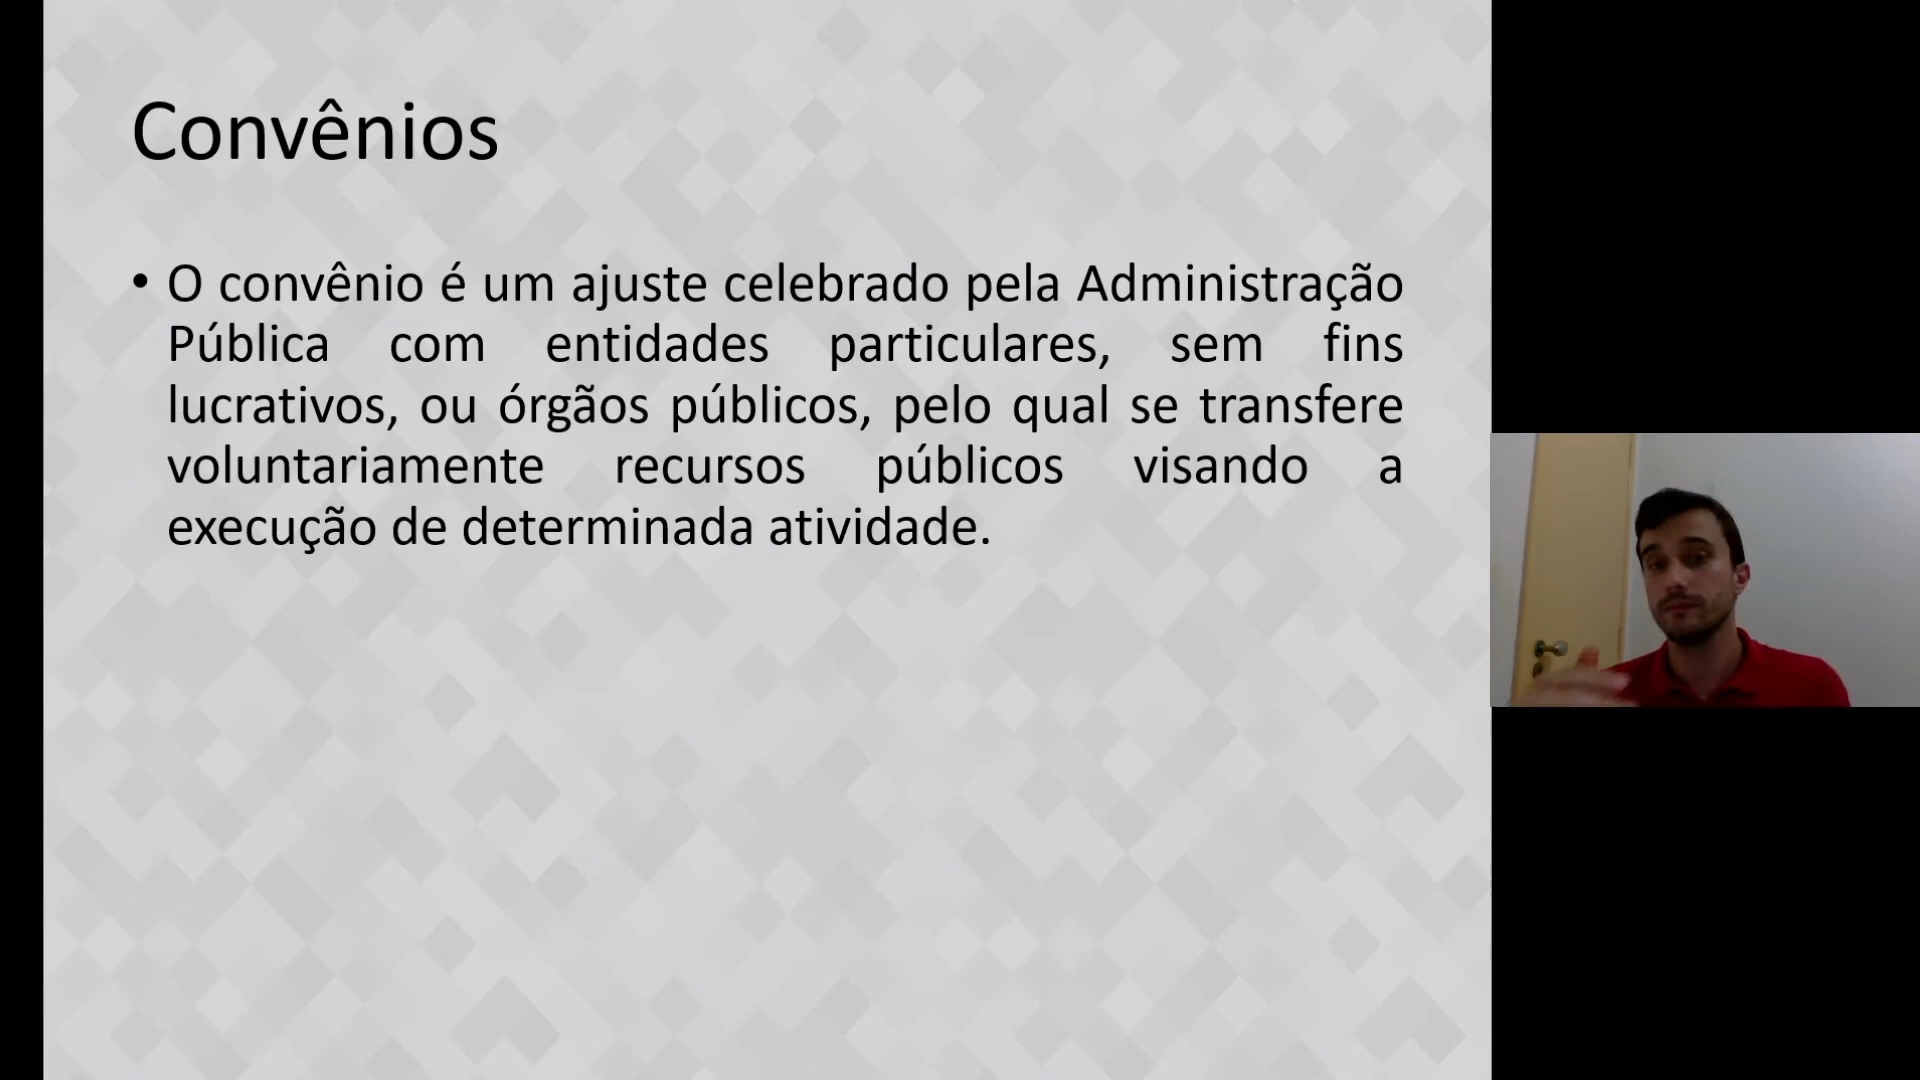 Convênios
• O convênio é um ajuste celebrado pela Administração
Pública com entidades particulares, sem fins
lucrativos, ou órgãos públicos, pelo qual se transfere
voluntariamente recursos públicos visando a
execução de determinada atividade.